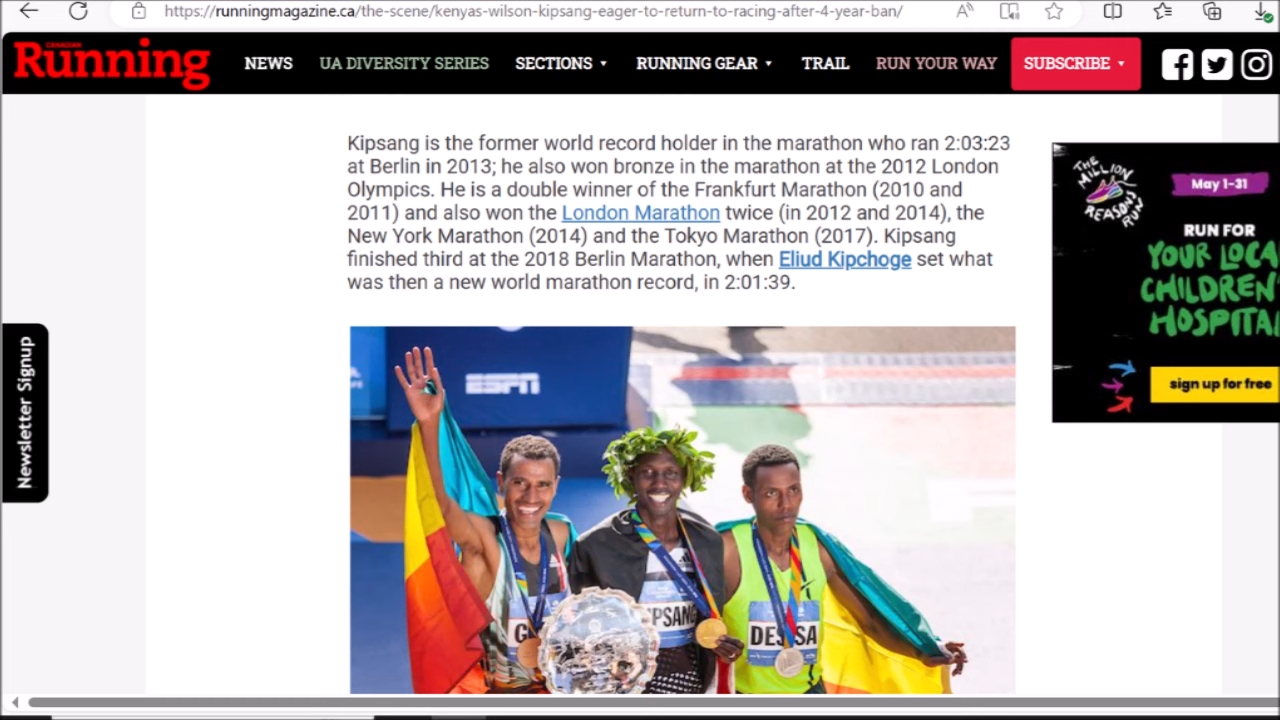 https://runningmagazine.ca/the-scene/kenyas-wilson-kipsang-eager-to-return-to-racing-after-4-year-ban/
CANADIAN
Running
NEWS
UA DIVERSITY SERIES
SECTIONS
RUNNING GEAR
TRAIL
RUN YOUR WAY
SUBSCRIBE
Kipsang is the former world record holder in the marathon who ran 2:03:23
at Berlin in 2013; he also won bronze in the marathon at the 2012 London
Olympics. He is a double winner of the Frankfurt Marathon (2010 and
2011) and also won the London Marathon twice (in 2012 and 2014), the
New York Marathon (2014) and the Tokyo Marathon (2017). Kipsang
finished third at the 2018 Berlin Marathon, when Eliud Kipchoge set what
was then a new world marathon record, in 2:01:39.
THE
MILLION
REASONS
RUN
May 1-31
RUN FOR
YOUR LOCA
CHILDREN'
HOSPITA
sign up for free
Newsletter Signup
ESPN
G
PSANG
DESSA